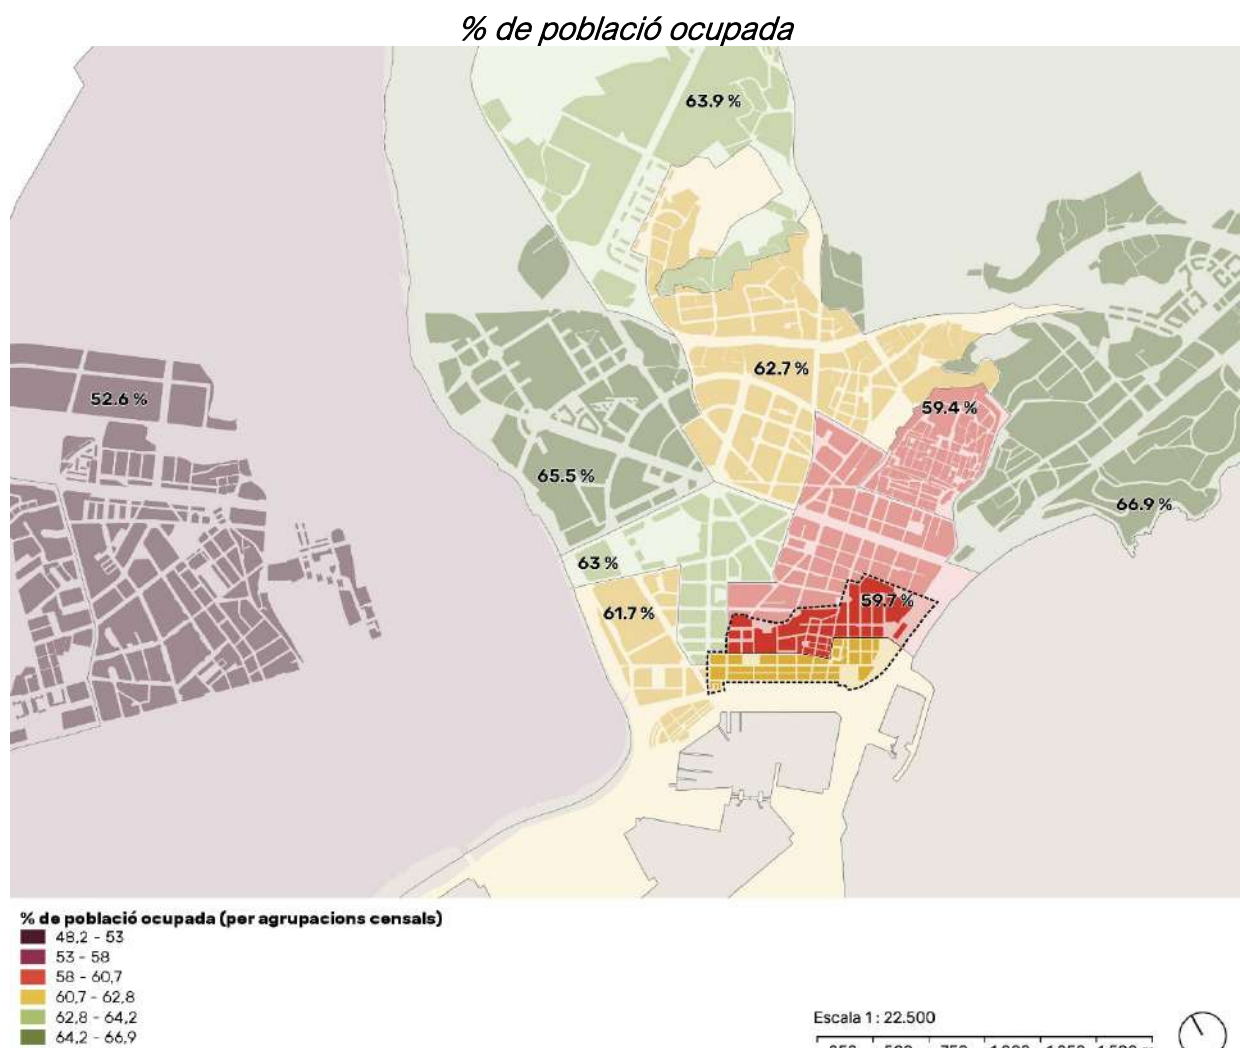 % de població ocupada
63.9 %
62.7 %
52.6 %
59.4 %
65.5 %
66.9 %
63 %
61.7 %
59.7 %
% de població ocupada (per agrupacions censals)
48,2 - 53
53 - 58
58 - 60,7
60,7 - 62,8
62,8 - 64,2
64,2 - 66,9
Escala 1 : 22.500